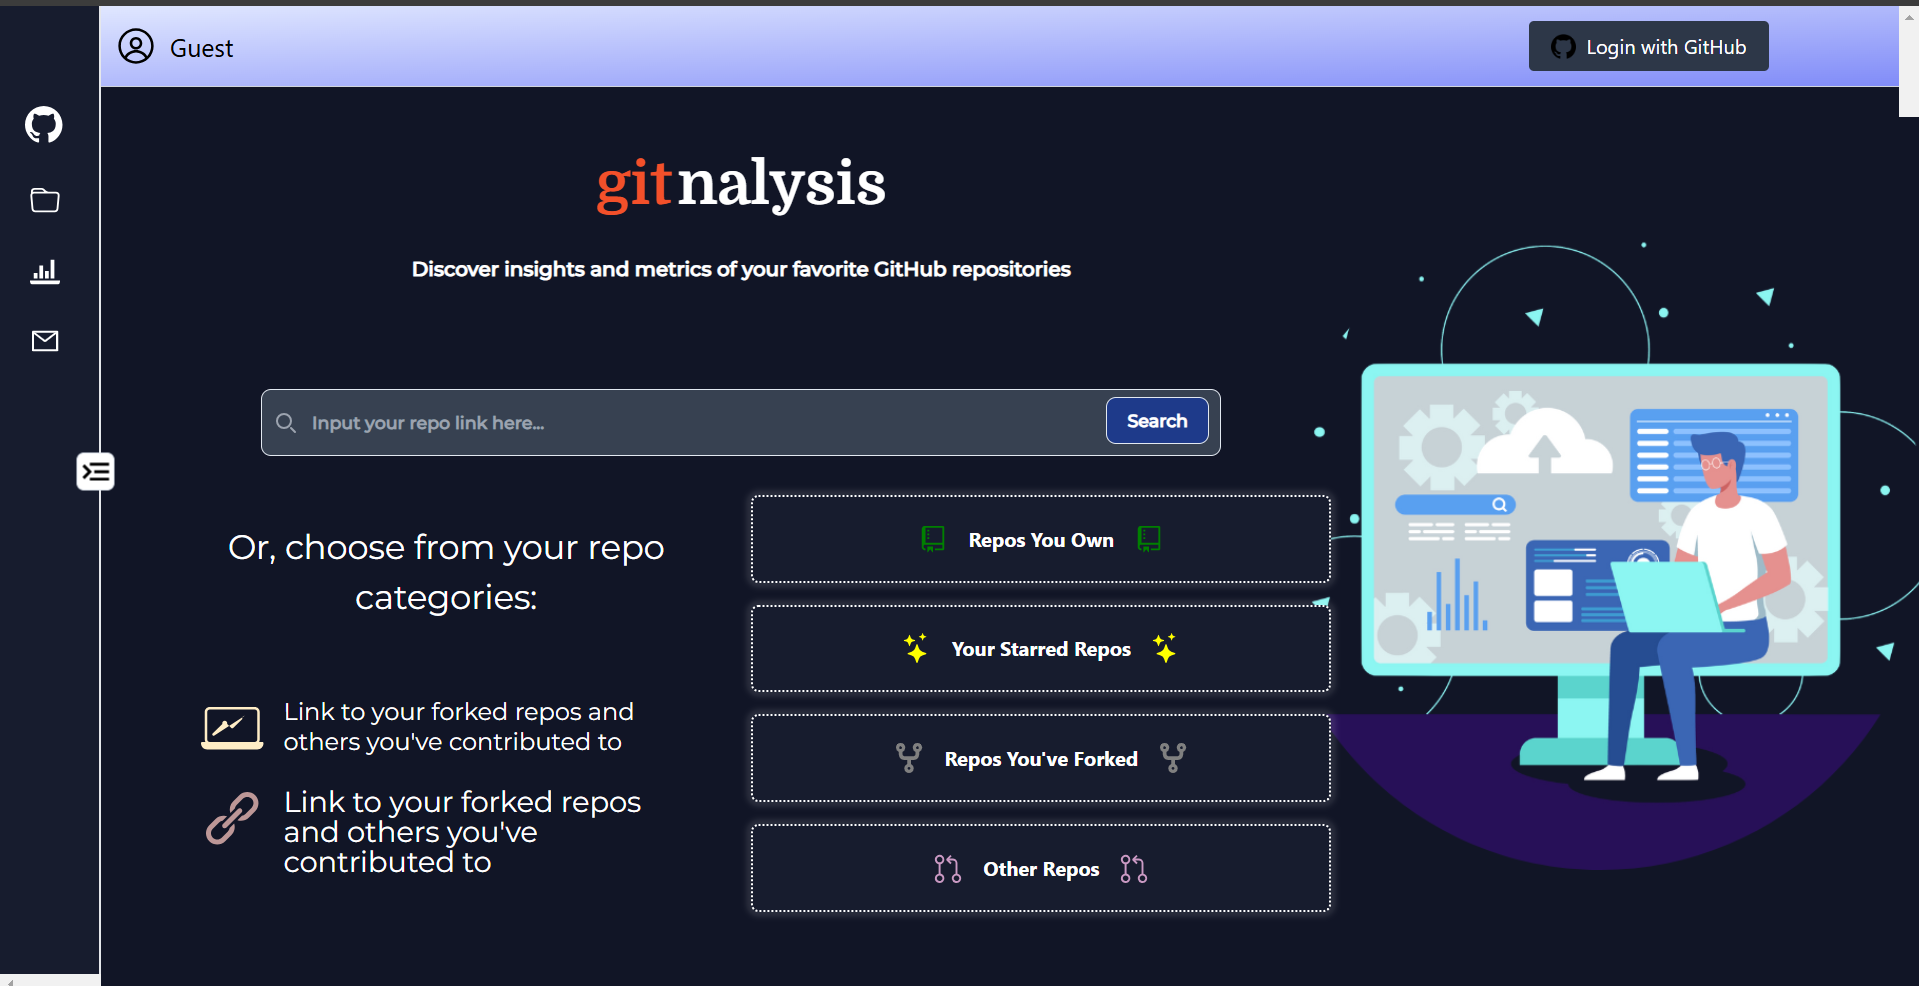 Guest
Login with GitHub
gitnalysis
Discover insights and metrics of your favorite GitHub repositories
Input your repo link here...
Search
Or, choose from your repo
categories:
Link to your forked repos and
others you've contributed to
Link to your forked repos
and others you've
contributed to
Repos You Own
Your Starred Repos
Repos You've Forked
Other Repos